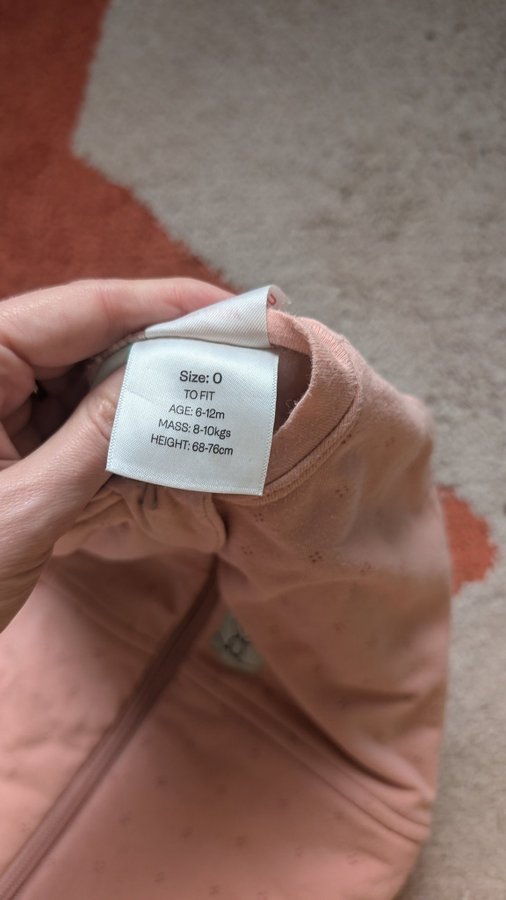 Size: 0
TO FIT
AGE: 6-12m
MASS: 8-10kgs
HEIGHT: 68-76cm